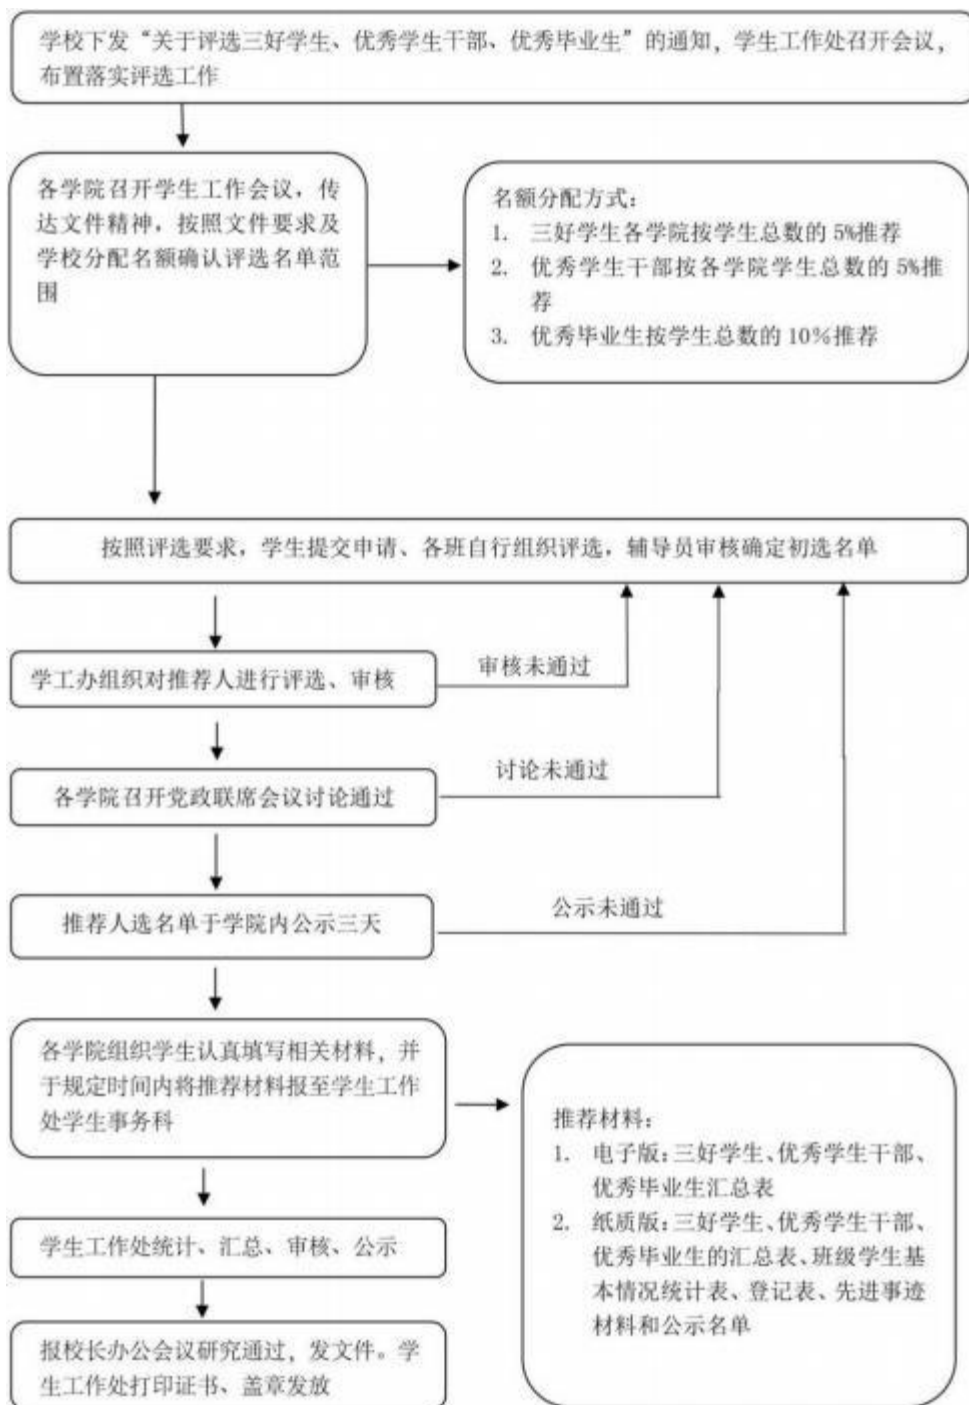 学校下发“关于评选三好学生、优秀学生干部、优秀毕业生”的通知，学生工作处召开会议，
布置落实评选工作
各学院召开学生工作会议，传
达文件精神，按照文件要求及
学校分配名额确认评选名单范
围
名额分配方式：
1. 三好学生各学院按学生总数的 5%推荐
2. 优秀学生干部按各学院学生总数的 5%推
荐
3. 优秀毕业生按学生总数的 10%推荐
按照评选要求，学生提交申请、各班自行组织评选，辅导员审核确定初选名单
学工办组织对推荐人进行评选、审核
审核未通过
各学院召开党政联席会议讨论通过
讨论未通过
推荐人选名单于学院内公示三天
公示未通过
各学院组织学生认真填写相关材料，并
于规定时间内将推荐材料报至学生工作
处学生事务科
推荐材料：
1. 电子版：三好学生、优秀学生干部、
优秀毕业生汇总表
2. 纸质版：三好学生、优秀学生干部、
优秀毕业生的汇总表、班级学生基
本情况统计表、登记表、先进事迹
材料和公示名单
学生工作处统计、汇总、审核、公示
报校长办公会议研究通过，发文件。学
生工作处打印证书、盖章发放